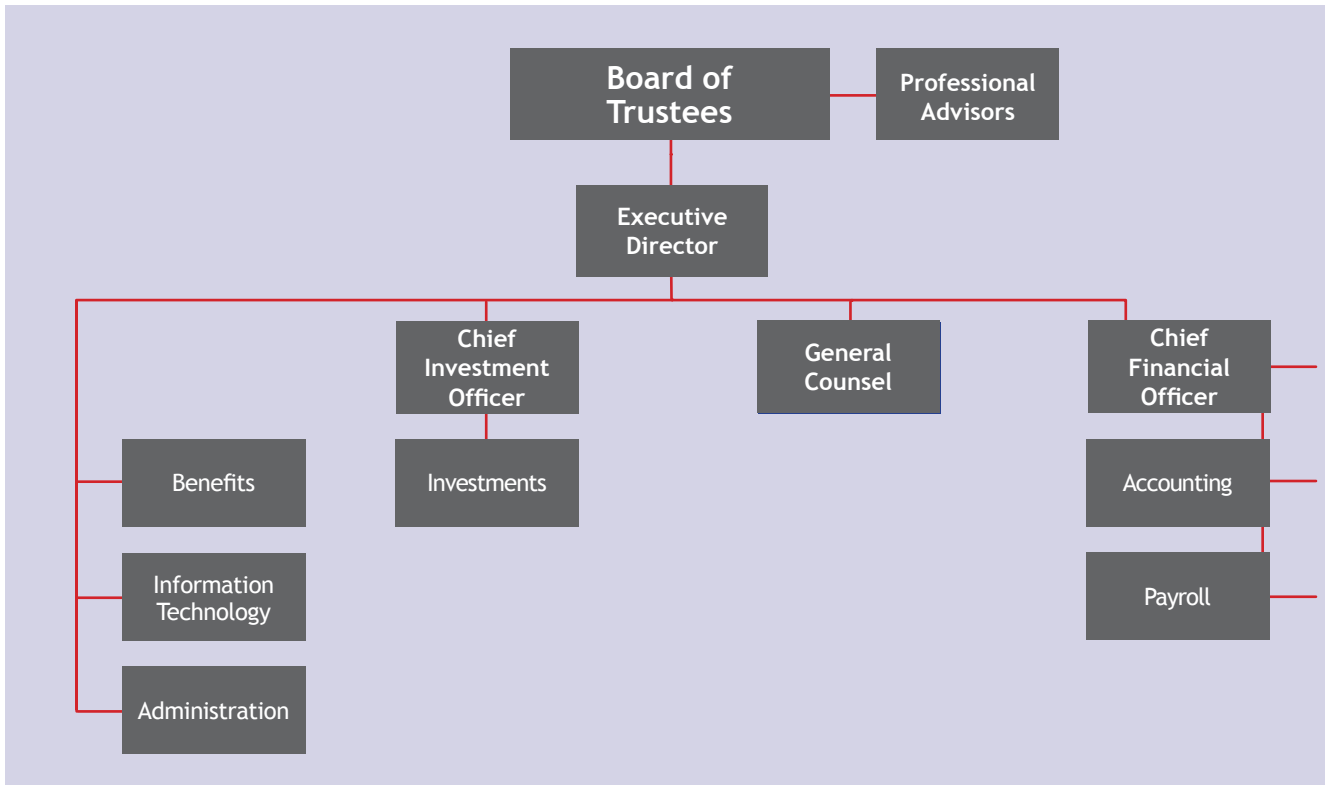 Board of
Trustees
Professional
Advisors
Executive
Director
Chief
Investment
Officer
General
Counsel
Chief
Financial
Officer
Benefits
Investments
Accounting
Information
Technology
Payroll
Administration